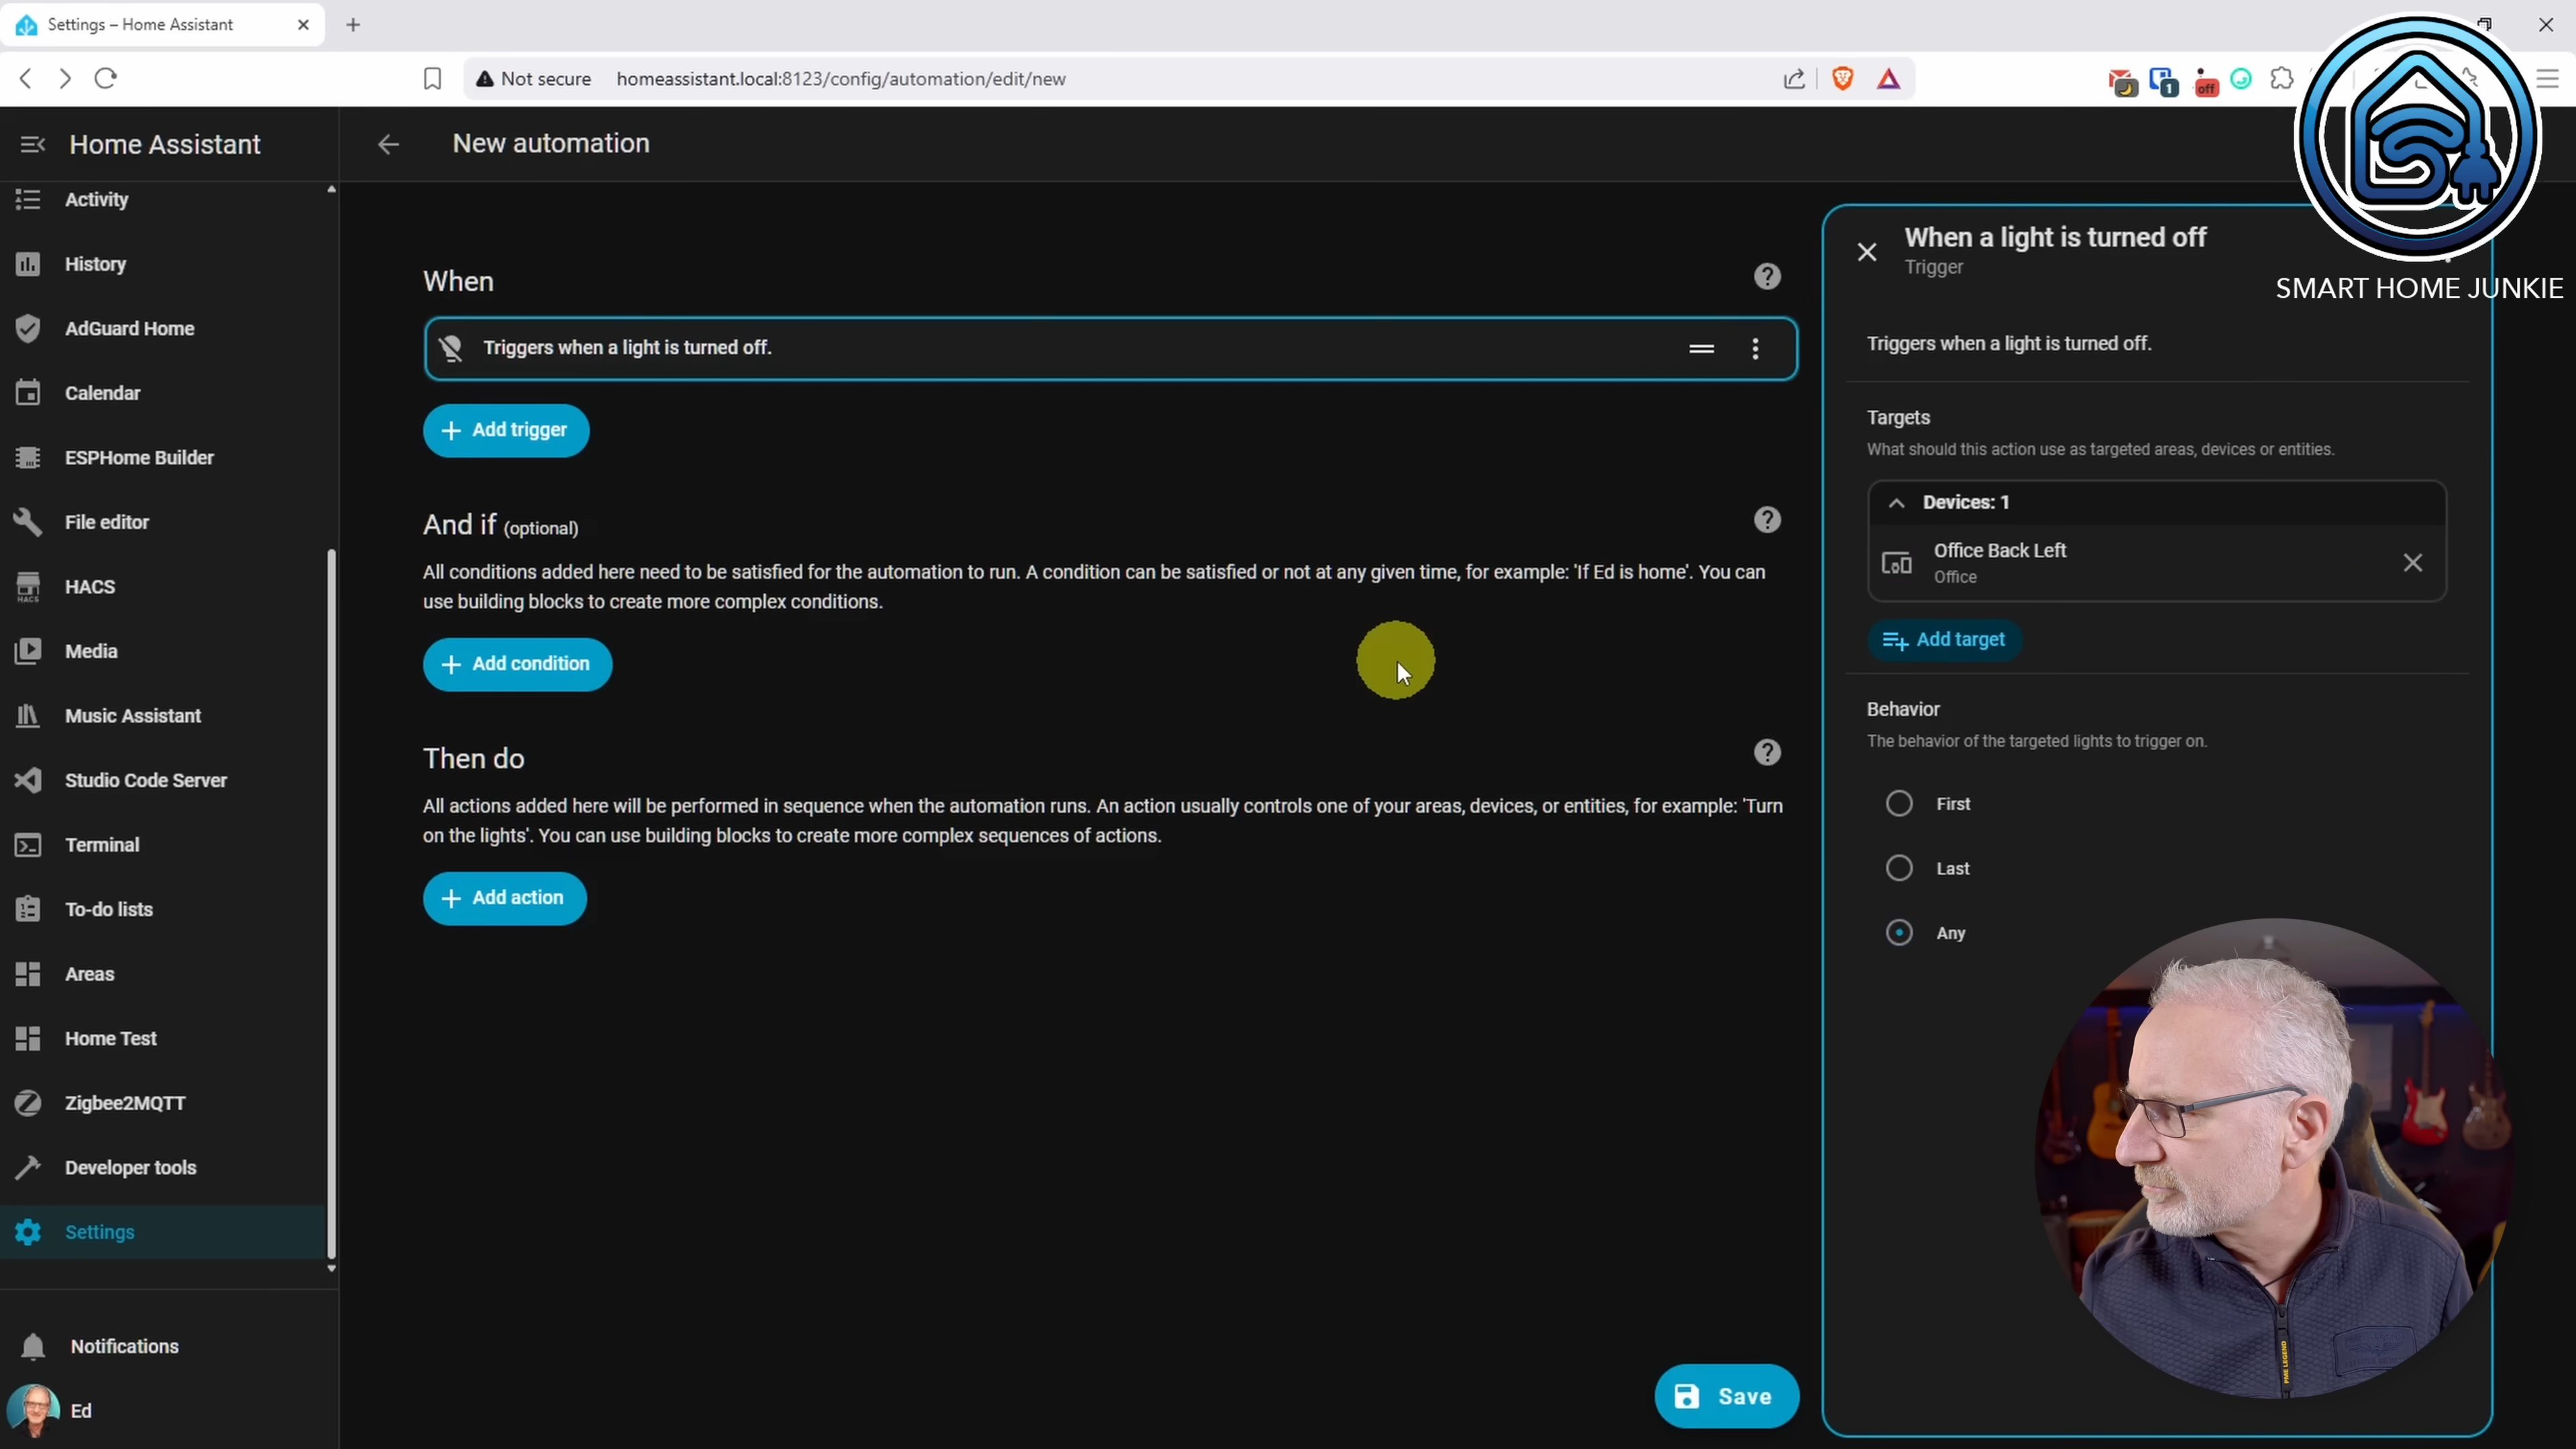 Settings – Home Assistant
Not secure
homeassistant.local:8123/config/automation/edit/new
1
off
Home Assistant
New automation
Activity
History
AdGuard Home
Calendar
ESPHome Builder
File editor
HACS
HACS
Media
Music Assistant
Studio Code Server
Terminal
To-do lists
Areas
Home Test
Zigbee2MQTT
Developer tools
Settings
Notifications
Ed
When
Triggers when a light is turned off.
Add trigger
And if (optional)
All conditions added here need to be satisfied for the automation to run. A condition can be satisfied or not at any given time, for example: 'If Ed is home'. You can
use building blocks to create more complex conditions.
Add condition
Then do
All actions added here will be performed in sequence when the automation runs. An action usually controls one of your areas, devices, or entities, for example: 'Turn
on the lights'. You can use building blocks to create more complex sequences of actions.
Add action
Save
When a light is turned off
Trigger
SMART HOME JUNKIE
Triggers when a light is turned off.
Targets
What should this action use as targeted areas, devices or entities.
Devices: 1
Office Back Left
Office
Add target
Behavior
The behavior of the targeted lights to trigger on.
First
Last
Any
PME LEGEND